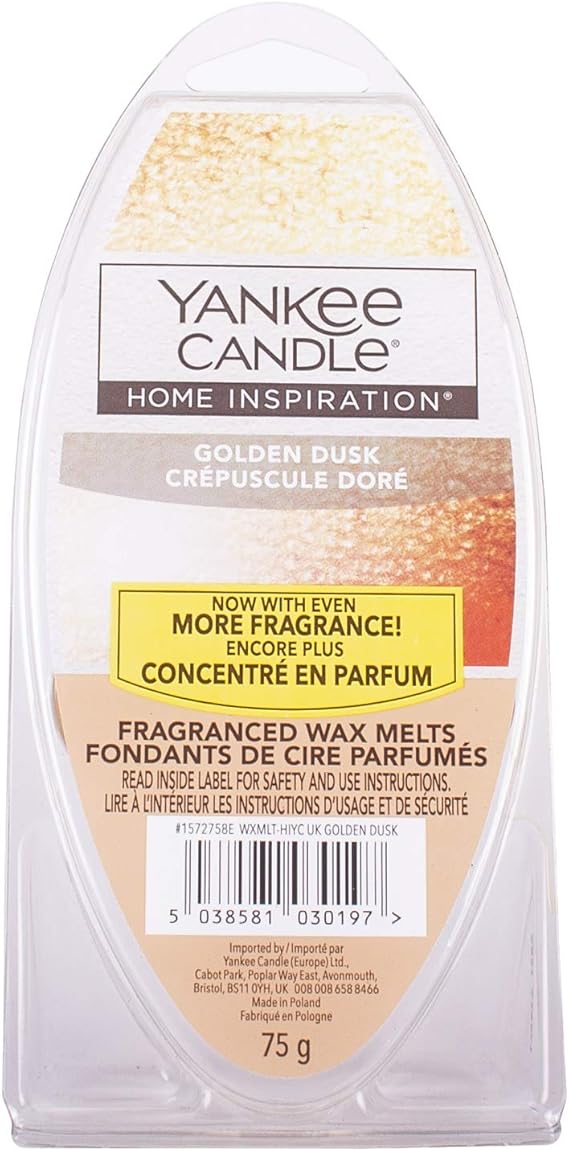 YANKEE
CANDLE®
HOME INSPIRATION®
GOLDEN DUSK
CRÉPUSCULE DORÉ
NOW WITH EVEN
MORE FRAGRANCE!
ENCORE PLUS
CONCENTRÉ EN PARFUM
FRAGRANCED WAX MELTS
FONDANTS DE CIRE PARFUMÉS
READ INSIDE LABEL FOR SAFETY AND USE INSTRUCTIONS.
LIRE À L'INTÉRIEUR LES INSTRUCTIONS D'USAGE ET DE SÉCURITÉ
#1572758E WXMLT-HIYC UK GOLDEN DUSK
5 038581 030197 >
Imported by / Importé par
Yankee Candle (Europe) Ltd.,
Cabot Park, Poplar Way East, Avonmouth,
Bristol, BS11 0YH, UK 008 008 658 8466
Made in Poland
Fabriqué en Pologne
75 g